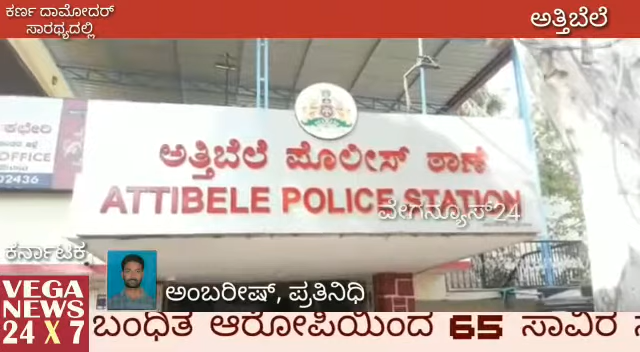 ಕರ್ಣ ದಾಮೋದರ್
ಸಾರಥ್ಯದಲ್ಲಿ
ಅತ್ತಿಬೆಲೆ
ಕಛೇರಿ
OFFICE
02436
ಅತ್ತಿಬೆಲೆ ಪೊಲೀಸ್ ಠಾಣೆ
ATTIBELE POLICE STATION
ವೇಗನ್ಯೂಸ್24
ಕರ್ನಾಟಕ
ಅಂಬರೀಷ್, ಪ್ರತಿನಿಧಿ
VEGA
NEWS
24 X 7
ಬಂಧಿತ ಆರೋಪಿಯಿಂದ 65 ಸಾವಿರ